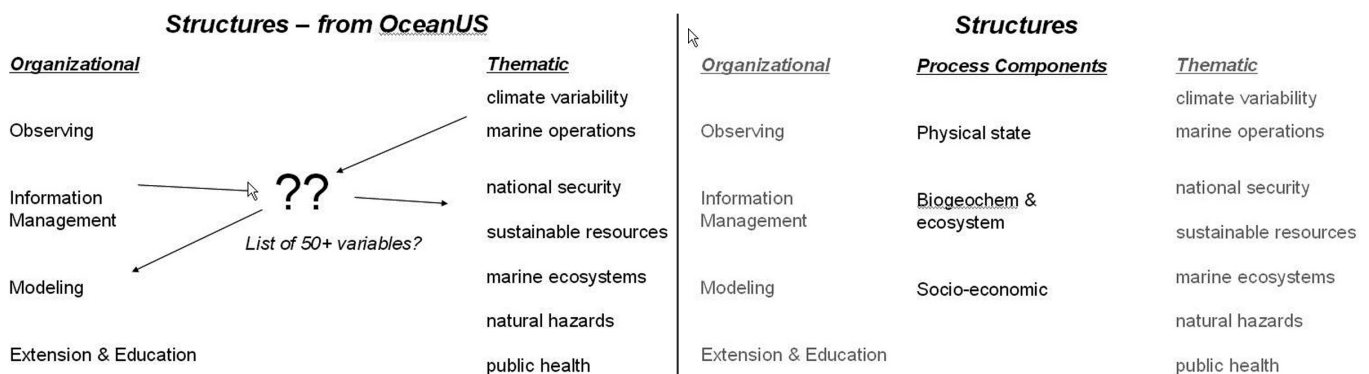 Structures – from OceanUS
Organizational
Thematic
climate variability
Observing
marine operations
??
national security
Information
Management
List of 50+ variables?
sustainable resources
marine ecosystems
Modeling
natural hazards
Extension & Education
public health
Structures
Organizational
Process Components
Thematic
climate variability
Observing
Physical state
marine operations
national security
Information
Management
Biogeochem &
ecosystem
sustainable resources
marine ecosystems
Modeling
Socio-economic
natural hazards
Extension & Education
public health